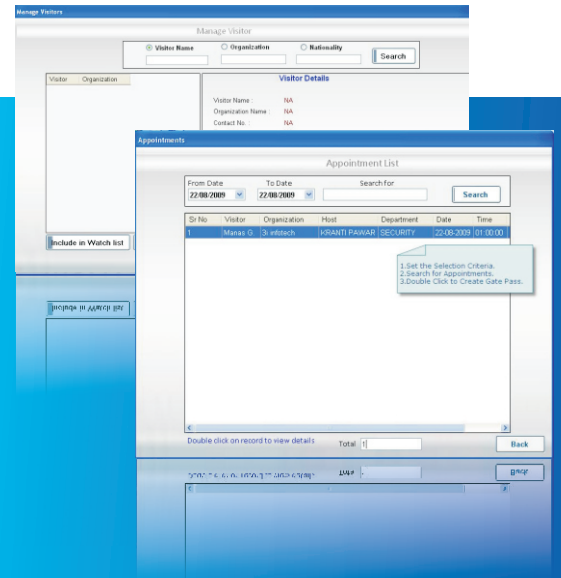 Manage Visitors
Manage Visitor
Visitor Name Organization Nationality
Search
Visitor Organization
Visitor Details
Visitor Name : NA
Organization Name : NA
Contact No. : NA
Include in Watch list
Appointments
Appointment List
From Date To Date Search for
22/08/2009 22/08/2009 Search
Sr No Visitor Organization Host Department Date Time
1 Manas G. 3i infotech KRANTI PAWAR SECURITY 22-08-2009 01:00:00
1.Set the Selection Criteria.
2.Search for Appointments.
3.Double Click to Create Gate Pass.
Double click on record to view details Total 1 Back